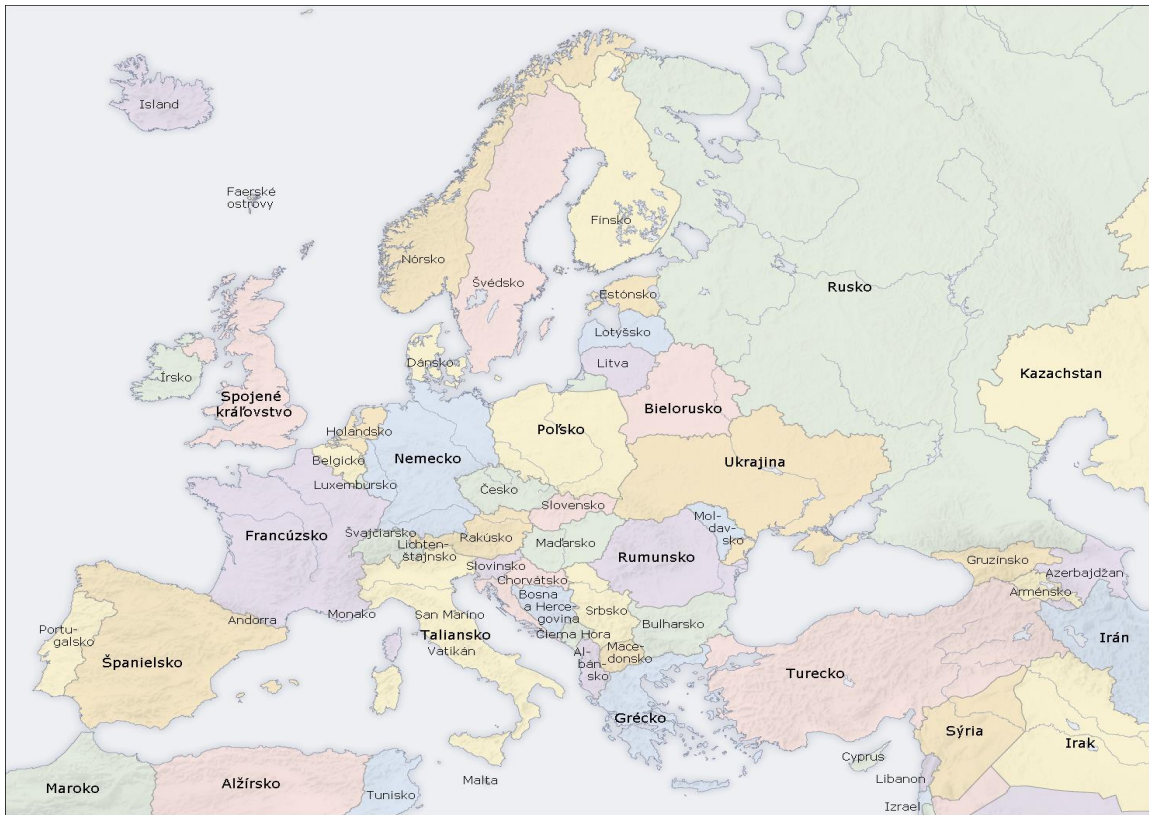 Island
Faerské
ostrovy
Nórsko
Švédsko
Fínsko
Rusko
Estónsko
Lotyšsko
Litva
Dánsko
Írsko
Spojené
kráľovstvo
Kazachstan
Bielorusko
Holandsko
Poľsko
Belgicko
Nemecko
Ukrajina
Luxembursko
Česko
Slovensko
Francúzsko
Švajčiarsko
Lichten-
štajnsko
Rakúsko
Maďarsko
Mol-
dav-
sko
Rumunsko
Slovinsko
Chorvátsko
Gruzínsko
Azerbajdžan
Arménsko
Bosna
a Herce-
govina
Srbsko
Andorra
Monako
San Maríno
Taliansko
Vatikán
Čierna Hora
Bulharsko
Portu-
galsko
Španielsko
Al-
bán-
sko
Mace-
donsko
Irán
Turecko
Grécko
Sýria
Irak
Cyprus
Malta
Libanon
Maroko
Alžírsko
Tunisko
Izrael